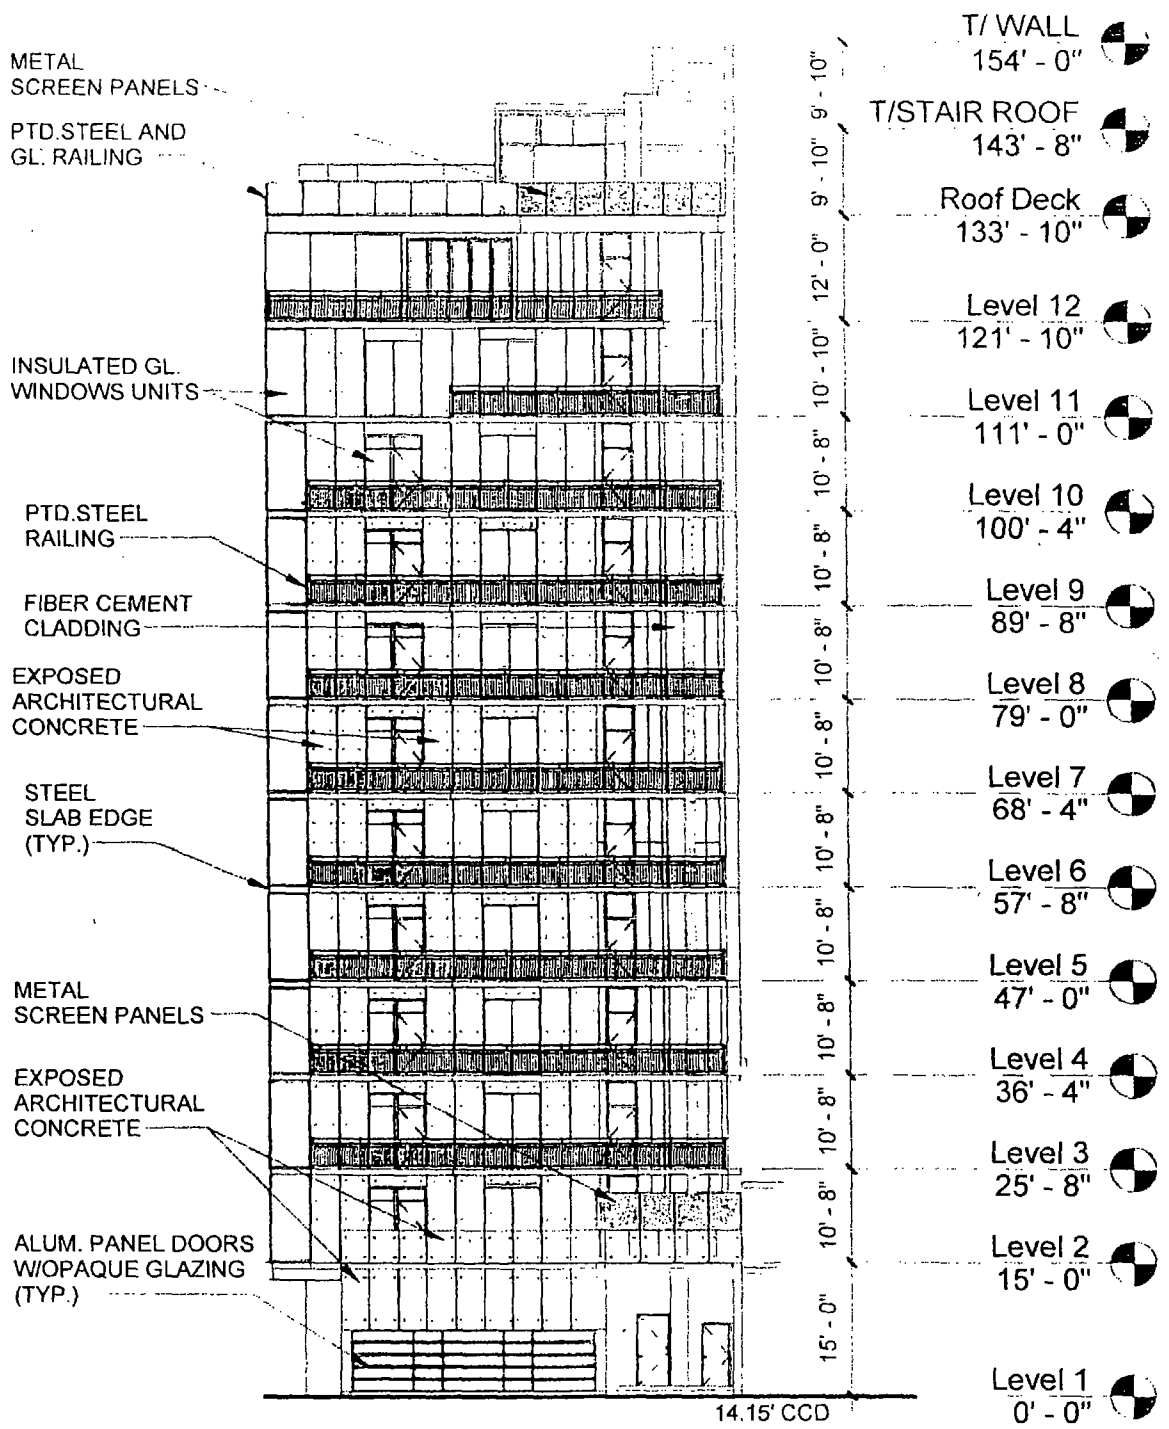 METAL
SCREEN PANELS
PTD.STEEL AND
GL. RAILING
INSULATED GL.
WINDOWS UNITS
PTD.STEEL
RAILING
FIBER CEMENT
CLADDING
EXPOSED
ARCHITECTURAL
CONCRETE
STEEL
SLAB EDGE
(TYP.)
METAL
SCREEN PANELS
EXPOSED
ARCHITECTURAL
CONCRETE
ALUM. PANEL DOORS
W/OPAQUE GLAZING
(TYP.)
9' - 10"
9' - 10"
12' - 0"
10' - 10"
10' - 8"
10' - 8"
10' - 8"
10' - 8"
10' - 8"
10' - 8"
10' - 8"
10' - 8"
10' - 8"
15' - 0"
14.15' CCD
T/ WALL
154' - 0"
T/STAIR ROOF
143' - 8"
Roof Deck
133' - 10"
Level 12
121' - 10"
Level 11
111' - 0"
Level 10
100' - 4"
Level 9
89' - 8"
Level 8
79' - 0"
Level 7
68' - 4"
Level 6
57' - 8"
Level 5
47' - 0"
Level 4
36' - 4"
Level 3
25' - 8"
Level 2
15' - 0"
Level 1
0' - 0"